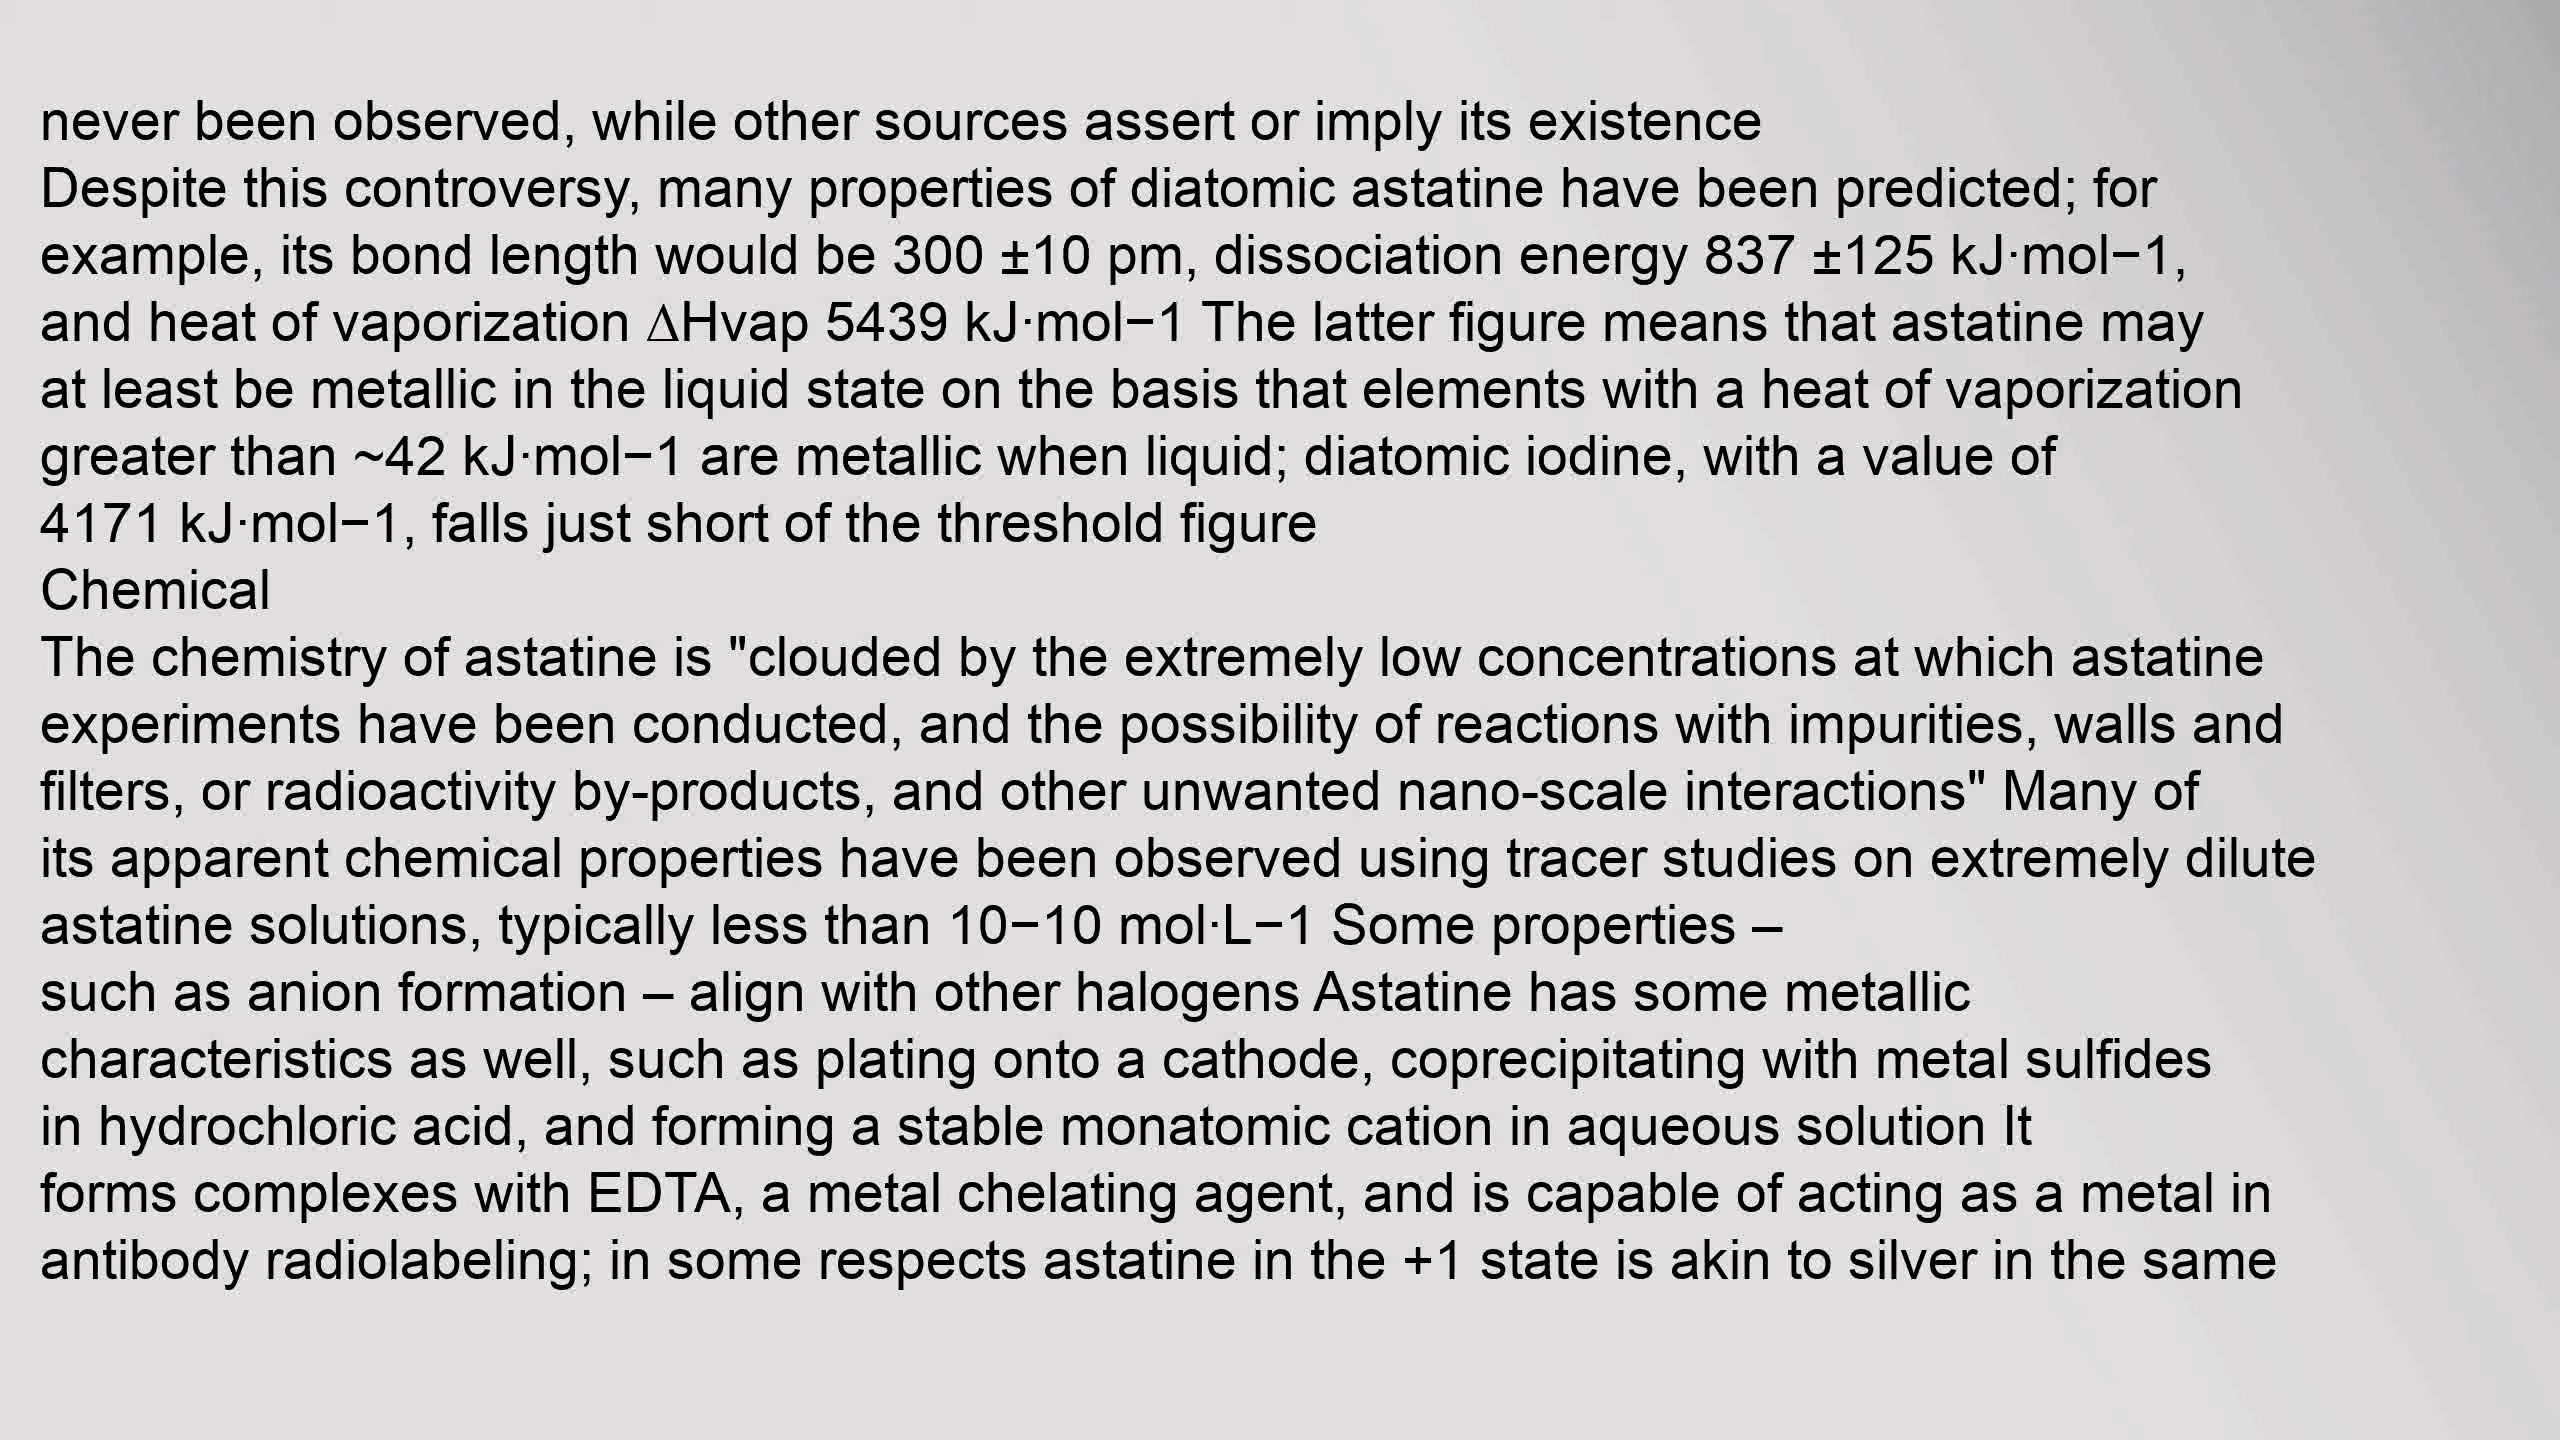 never been observed, while other sources assert or imply its existence
Despite this controversy, many properties of diatomic astatine have been predicted; for
example, its bond length would be 300 ±10 pm, dissociation energy 837 ±125 kJ·mol−1,
and heat of vaporization ∆Hvap 5439 kJ·mol−1 The latter figure means that astatine may
at least be metallic in the liquid state on the basis that elements with a heat of vaporization
greater than ~42 kJ·mol−1 are metallic when liquid; diatomic iodine, with a value of
4171 kJ·mol−1, falls just short of the threshold figure
Chemical
The chemistry of astatine is "clouded by the extremely low concentrations at which astatine
experiments have been conducted, and the possibility of reactions with impurities, walls and
filters, or radioactivity by-products, and other unwanted nano-scale interactions" Many of
its apparent chemical properties have been observed using tracer studies on extremely dilute
astatine solutions, typically less than 10−10 mol·L−1 Some properties –
such as anion formation – align with other halogens Astatine has some metallic
characteristics as well, such as plating onto a cathode, coprecipitating with metal sulfides
in hydrochloric acid, and forming a stable monatomic cation in aqueous solution It
forms complexes with EDTA, a metal chelating agent, and is capable of acting as a metal in
antibody radiolabeling; in some respects astatine in the +1 state is akin to silver in the same